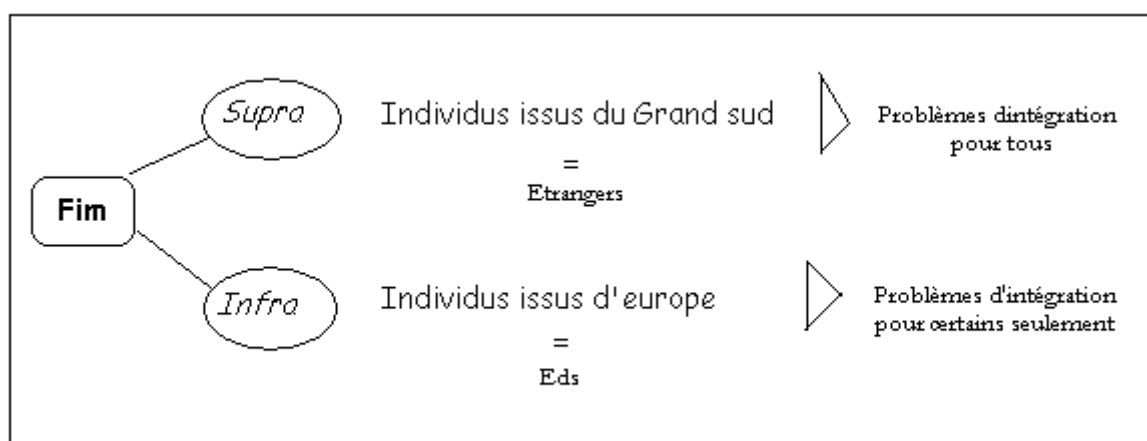 Supra
Individus issus du Grand sud
=
Etrangers
Problèmes dintégration
pour tous
Fim
Infra
Individus issus d'europe
=
Eds
Problèmes d'intégration
pour certains seulement